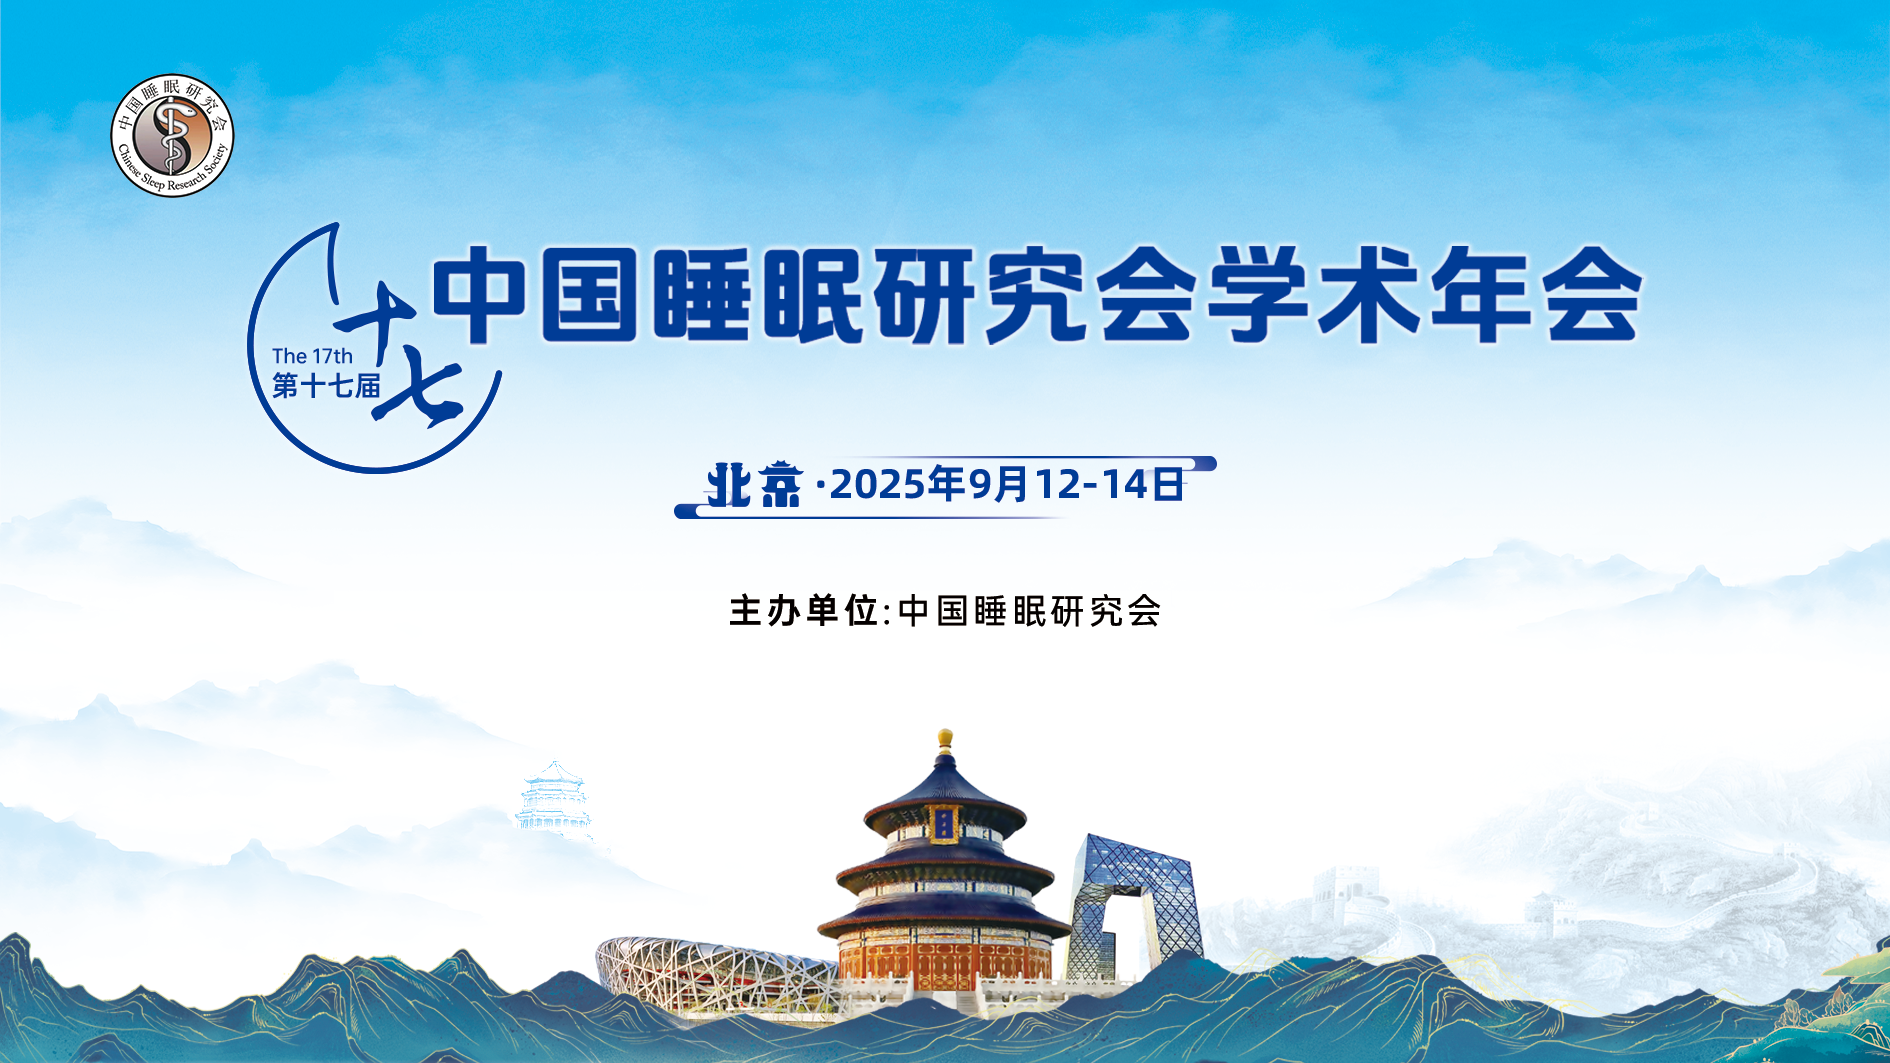 中国睡眠研究会
Chinese Sleep Research Society
中国睡眠研究会学术年会
十七
The 17th
第十七届
北京·2025年9月12-14日
主办单位:中国睡眠研究会